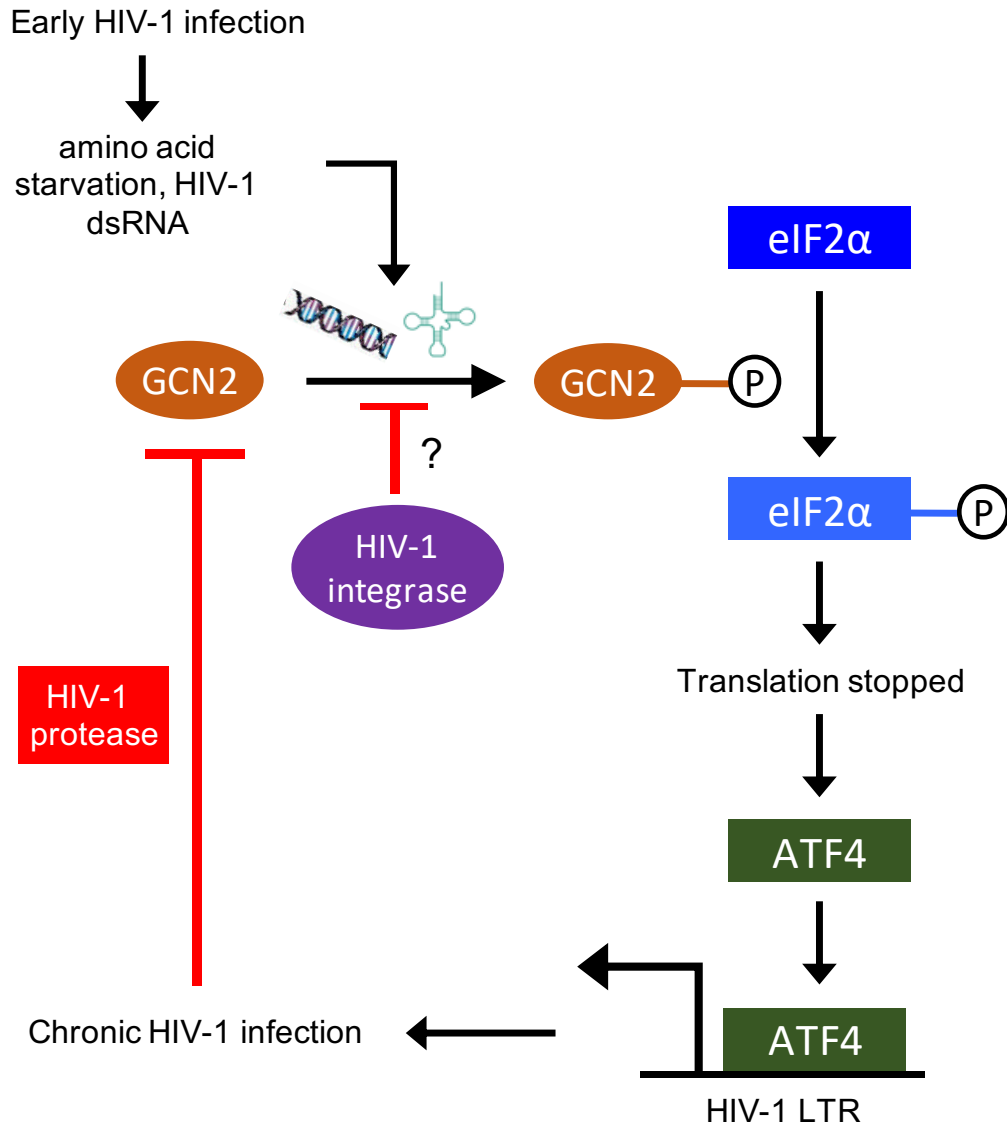 Early HIV-1 infection
amino acid
starvation, HIV-1
dsRNA
eIF2α
GCN2
GCN2
P
?
eIF2α
P
HIV-1
integrase
Translation stopped
HIV-1
protease
ATF4
Chronic HIV-1 infection
ATF4
HIV-1 LTR